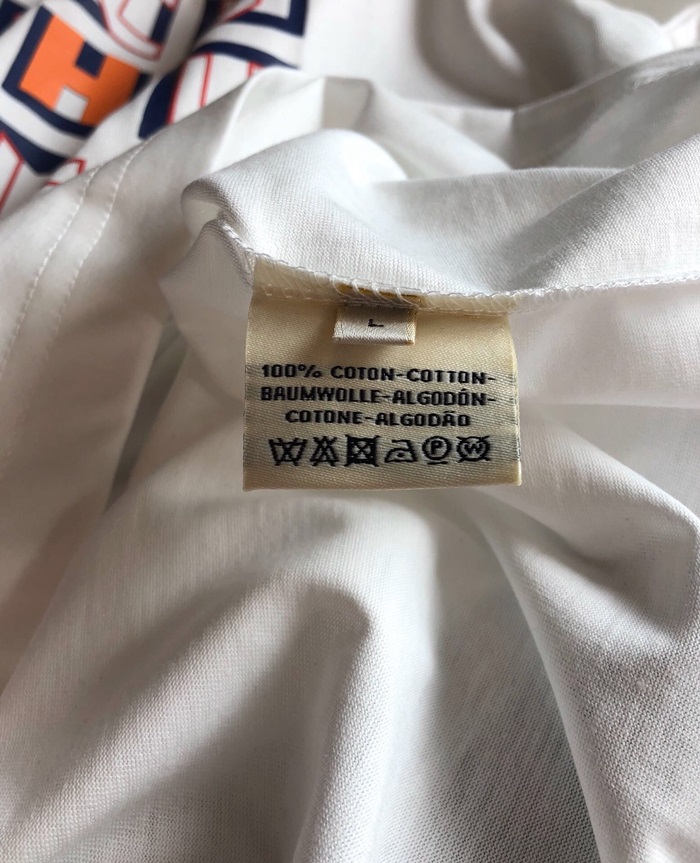 H
L
100% COTON-COTTON-
BAUMWOLLE-ALGODÓN-
COTONE-ALGODÃO
P W